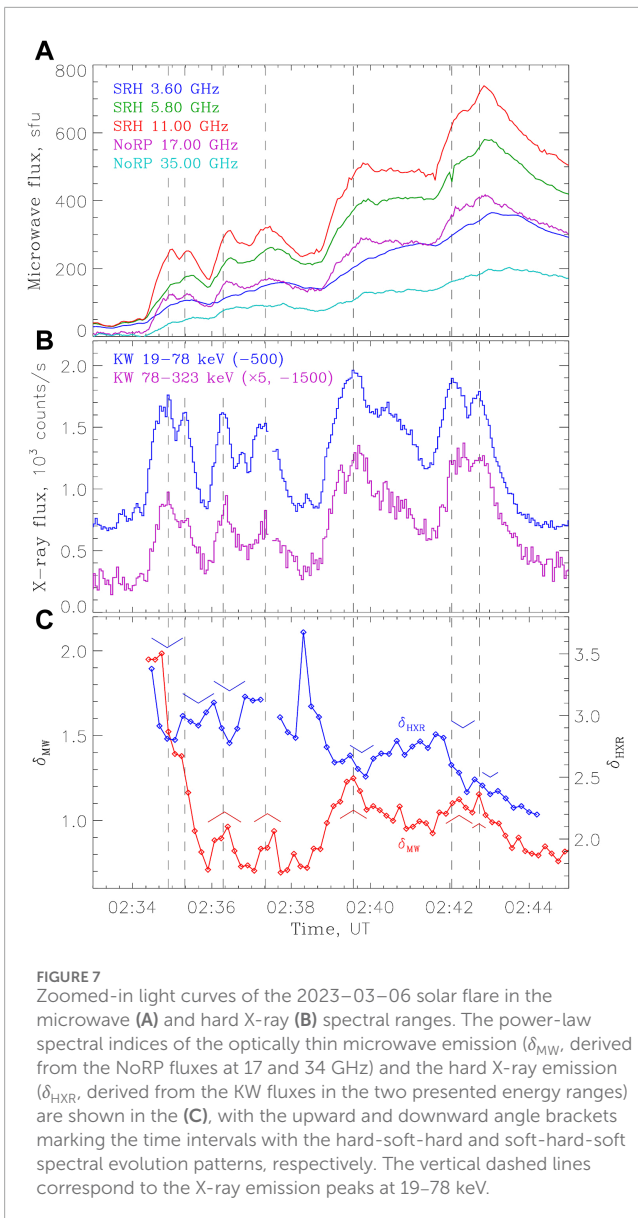 A
800
600
400
200
0
Microwave flux, sfu
SRH 3.60 GHz
SRH 5.80 GHz
SRH 11.00 GHz
NoRP 17.00 GHz
NoRP 35.00 GHz
B
2.0
1.5
1.0
0.5
0.0
X-ray flux, 10³ counts/s
KW 19–78 keV (−500)
KW 78–323 keV (×5, −1500)
C
2.0
1.5
1.0
δMW
3.5
3.0
2.5
2.0
δHXR
δHXR
δMW
02:34 02:36 02:38 02:40 02:42 02:44
Time, UT
FIGURE 7
Zoomed-in light curves of the 2023–03–06 solar flare in the
microwave (A) and hard X-ray (B) spectral ranges. The power-law
spectral indices of the optically thin microwave emission (δMW, derived
from the NoRP fluxes at 17 and 34 GHz) and the hard X-ray emission
(δHXR, derived from the KW fluxes in the two presented energy ranges)
are shown in the (C), with the upward and downward angle brackets
marking the time intervals with the hard-soft-hard and soft-hard-soft
spectral evolution patterns, respectively. The vertical dashed lines
correspond to the X-ray emission peaks at 19–78 keV.